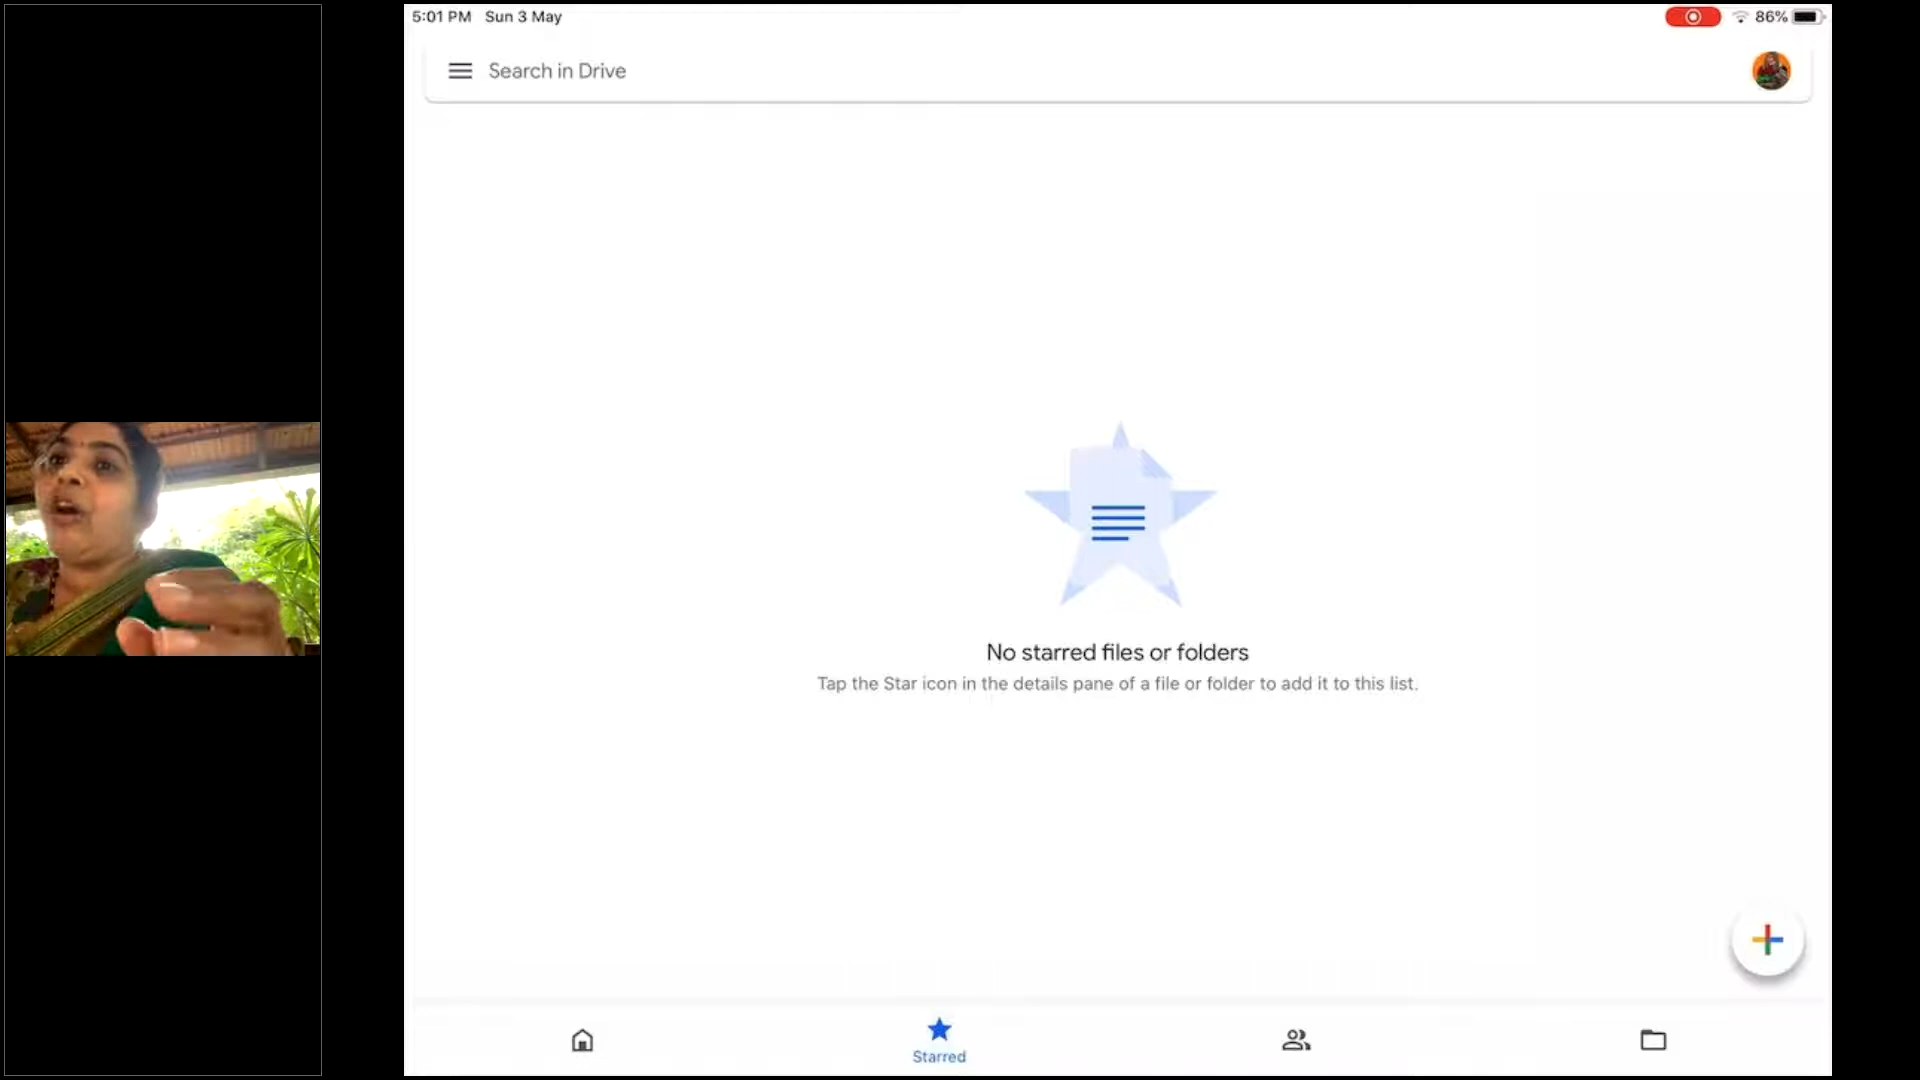 5:01 PM Sun 3 May
86%
Search in Drive
No starred files or folders
Tap the Star icon in the details pane of a file or folder to add it to this list.
Starred